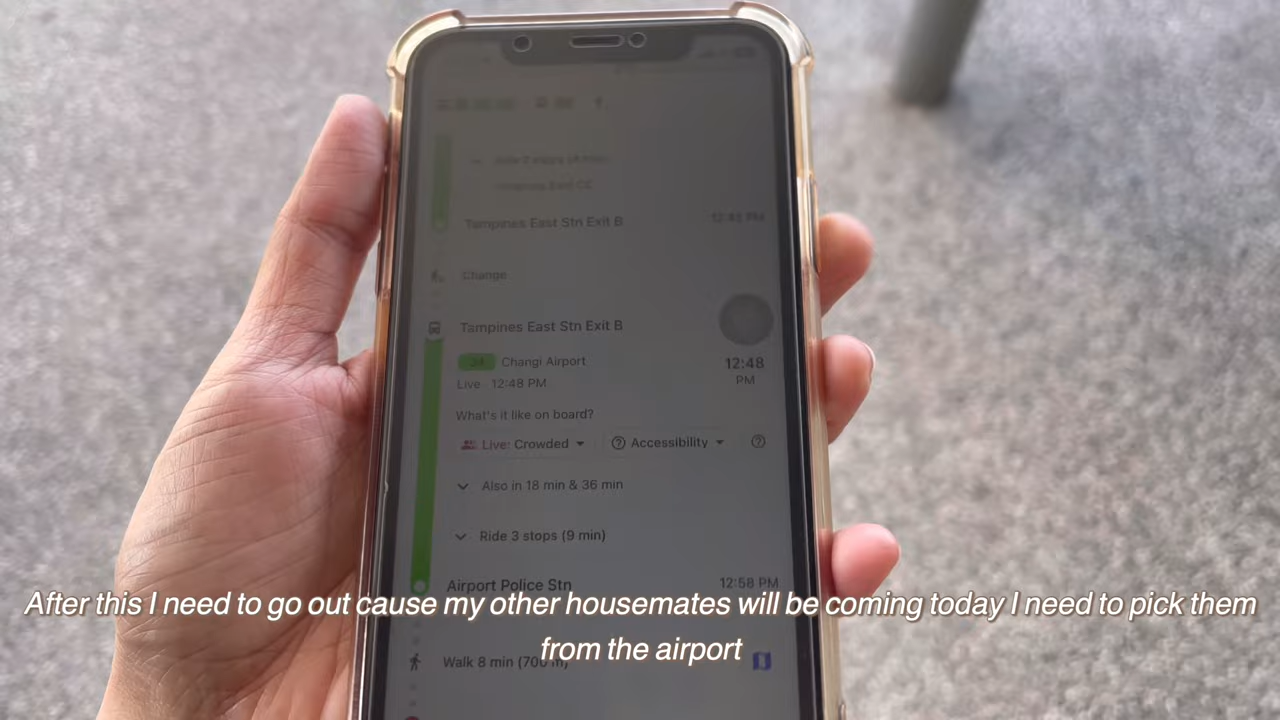 Tampines East Stn Exit B
Change
Tampines East Stn Exit B
34 Changi Airport
12:48
PM
Live 12:48 PM
What's it like on board?
Live: Crowded
Accessibility
Also in 18 min & 36 min
Ride 3 stops (9 min)
Airport Police Stn
12:58 PM
After this I need to go out cause my other housemates will be coming today I need to pick them
from the airport
Walk 8 min (700 m)